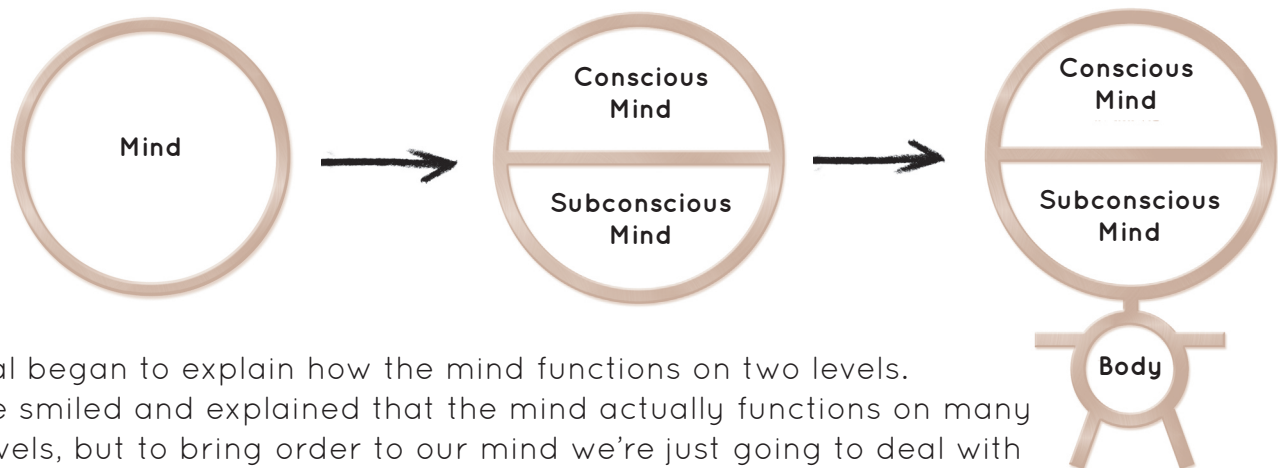 Mind
Conscious
Mind
Subconscious
Mind
Conscious
Mind
Subconscious
Mind
Body
began to explain how the mind functions on two levels.
smiled and explained that the mind actually functions on many
but to bring order to our mind we're just going to deal with